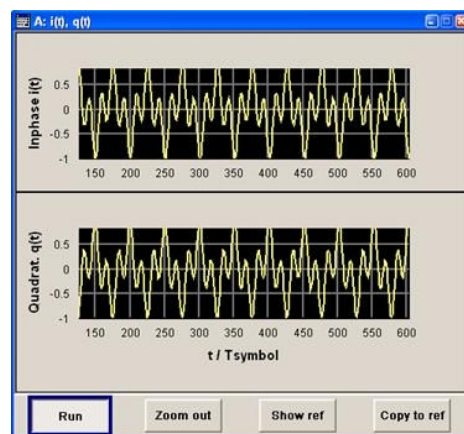 A: i(t), q(t)
Inphase i(t)
0.5
0
-0.5
-1
150 200 250 300 350 400 450 500 550 600
Quadrat. q(t)
0.5
0
-0.5
-1
150 200 250 300 350 400 450 500 550 600
t / Tsymbol
Run Zoom out Show ref Copy to ref